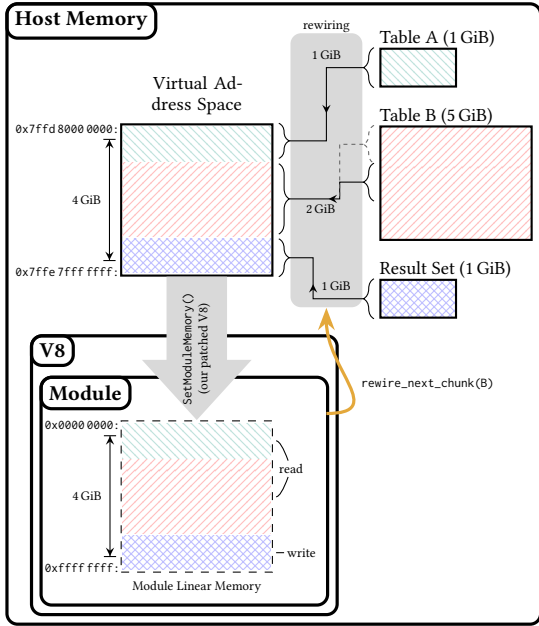 Host Memory
rewiring
Table A (1 GiB)
1 GiB
Virtual Ad-
dress Space
0x7ffd 8000 0000:
Table B (5 GiB)
4 GiB
2 GiB
0x7ffe 7fff ffff:
Result Set (1 GiB)
1 GiB
SetModuleMemory()
(our patched V8)
V8
Module
rewire_next_chunk(B)
0x0000 0000:
read
4 GiB
write
0xffff ffff:
Module Linear Memory